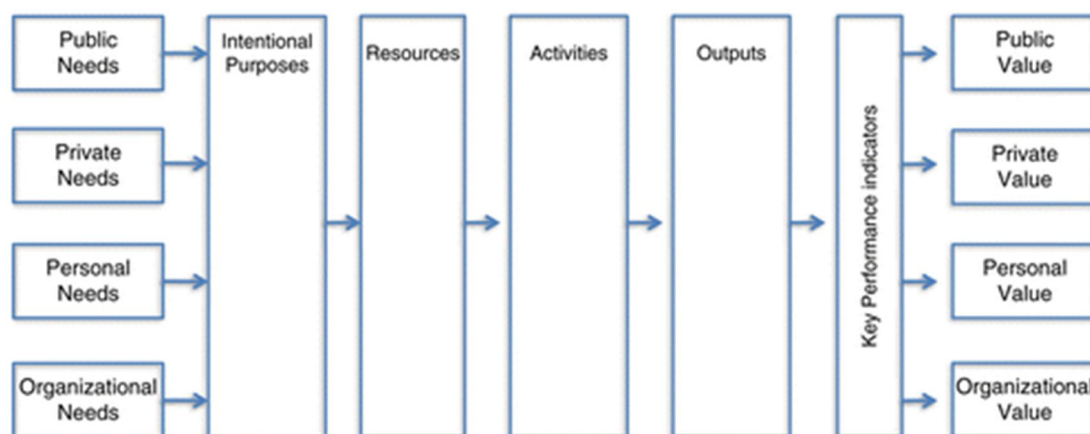 Public
Needs
Private
Needs
Personal
Needs
Organizational
Needs
Intentional
Purposes
Resources
Activities
Outputs
Key Performance indicators
Public
Value
Private
Value
Personal
Value
Organizational
Value